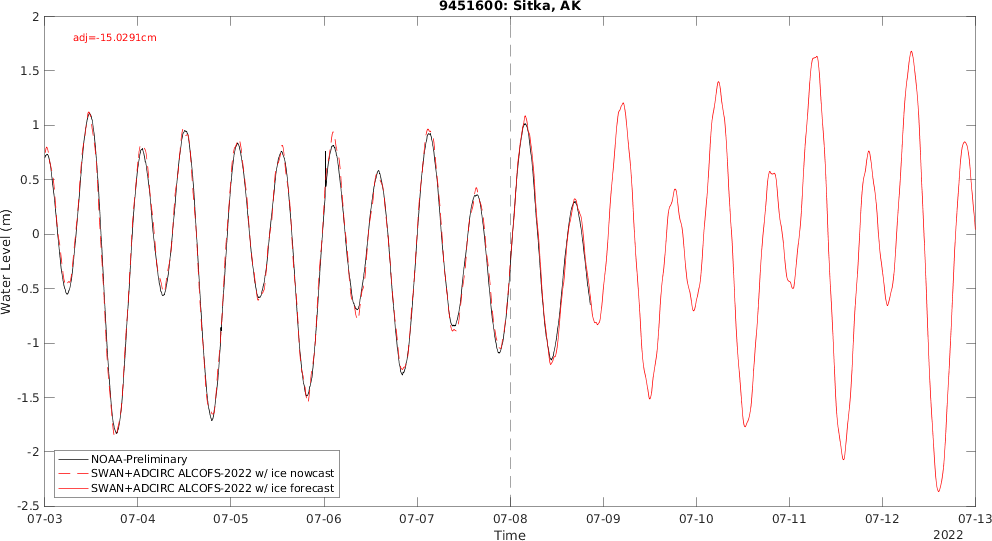 9451600: Sitka, AK
adj=-15.0291cm
2
1.5
1
0.5
0
-0.5
-1
-1.5
-2
-2.5
Water Level (m)
NOAA-Preliminary
SWAN+ADCIRC ALCOFS-2022 w/ ice nowcast
SWAN+ADCIRC ALCOFS-2022 w/ ice forecast
07-03 07-04 07-05 07-06 07-07 07-08 07-09 07-10 07-11 07-12 07-13
Time
2022